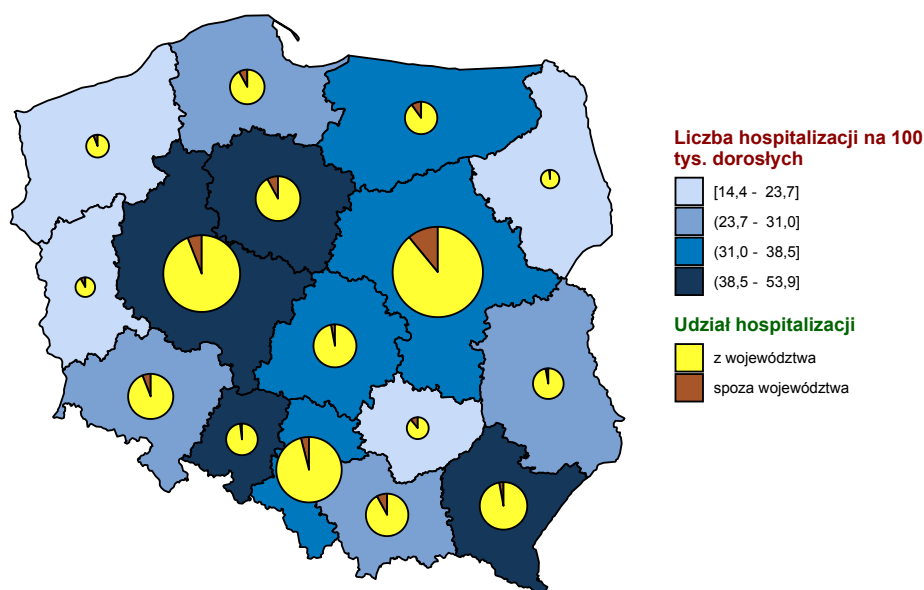 Liczba hospitalizacji na 100
tys. dorosłych
[14,4 - 23,7]
(23,7 - 31,0]
(31,0 - 38,5]
(38,5 - 53,9]
Udział hospitalizacji
z województwa
spoza województwa